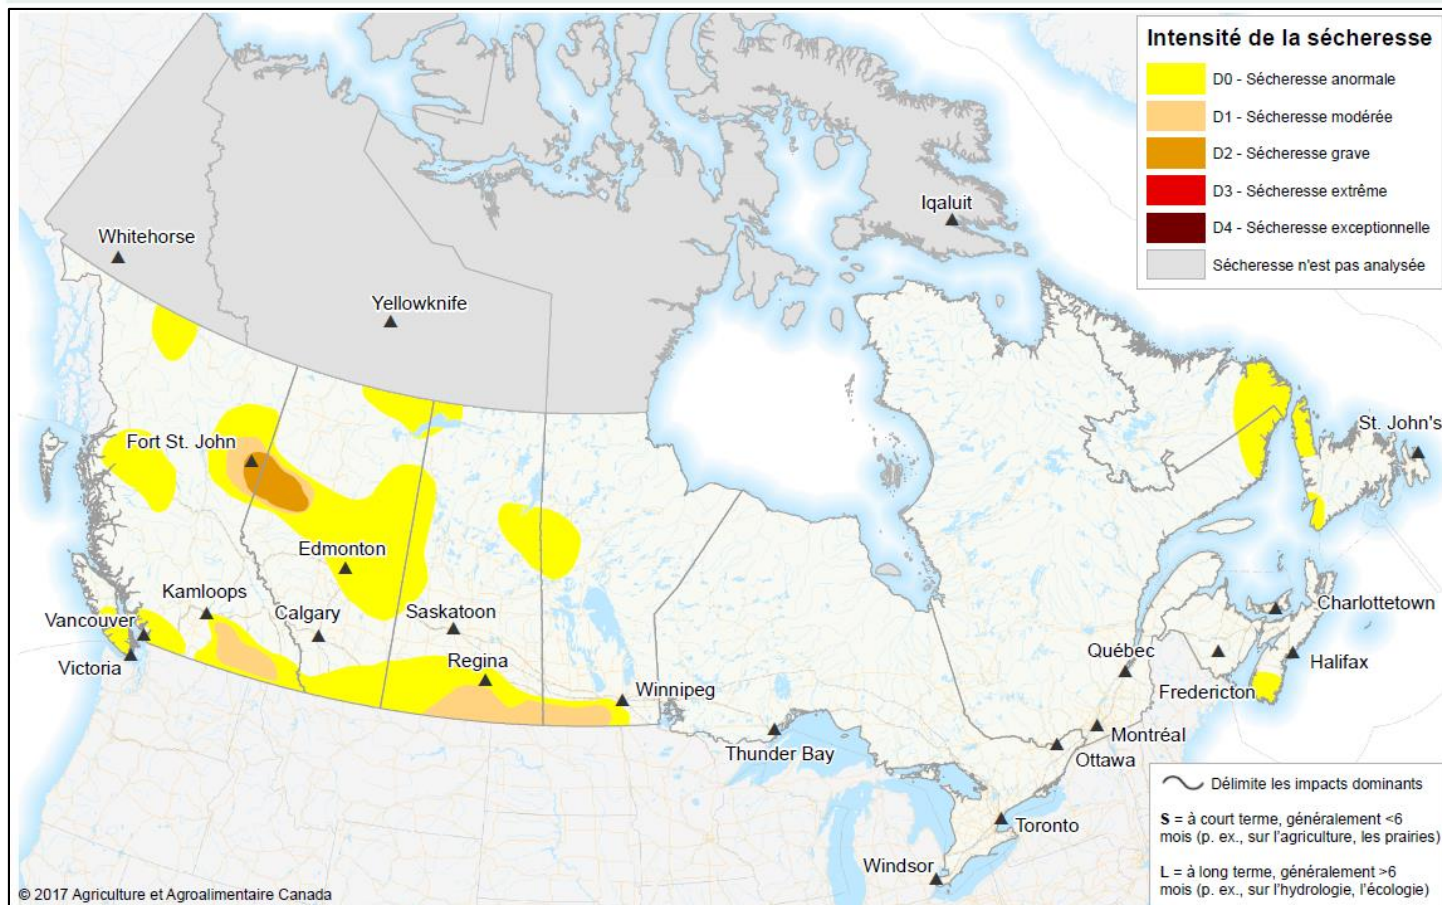 Intensité de la sécheresse
D0 - Sécheresse anormale
D1 - Sécheresse modérée
D2 - Sécheresse grave
D3 - Sécheresse extrême
D4 - Sécheresse exceptionnelle
Sécheresse n'est pas analysée
Iqaluit
Whitehorse
Yellowknife
Fort St. John
St. John's
Edmonton
Kamloops
Calgary
Saskatoon
Charlottetown
Vancouver
Victoria
Regina
Québec
Halifax
Winnipeg
Fredericton
Thunder Bay
Montréal
Ottawa
Toronto
Windsor
Délimite les impacts dominants
S = à court terme, généralement <6
mois (p. ex., sur l'agriculture, les prairies)
L = à long terme, généralement >6
mois (p. ex., sur l'hydrologie, l'écologie)
© 2017 Agriculture et Agroalimentaire Canada